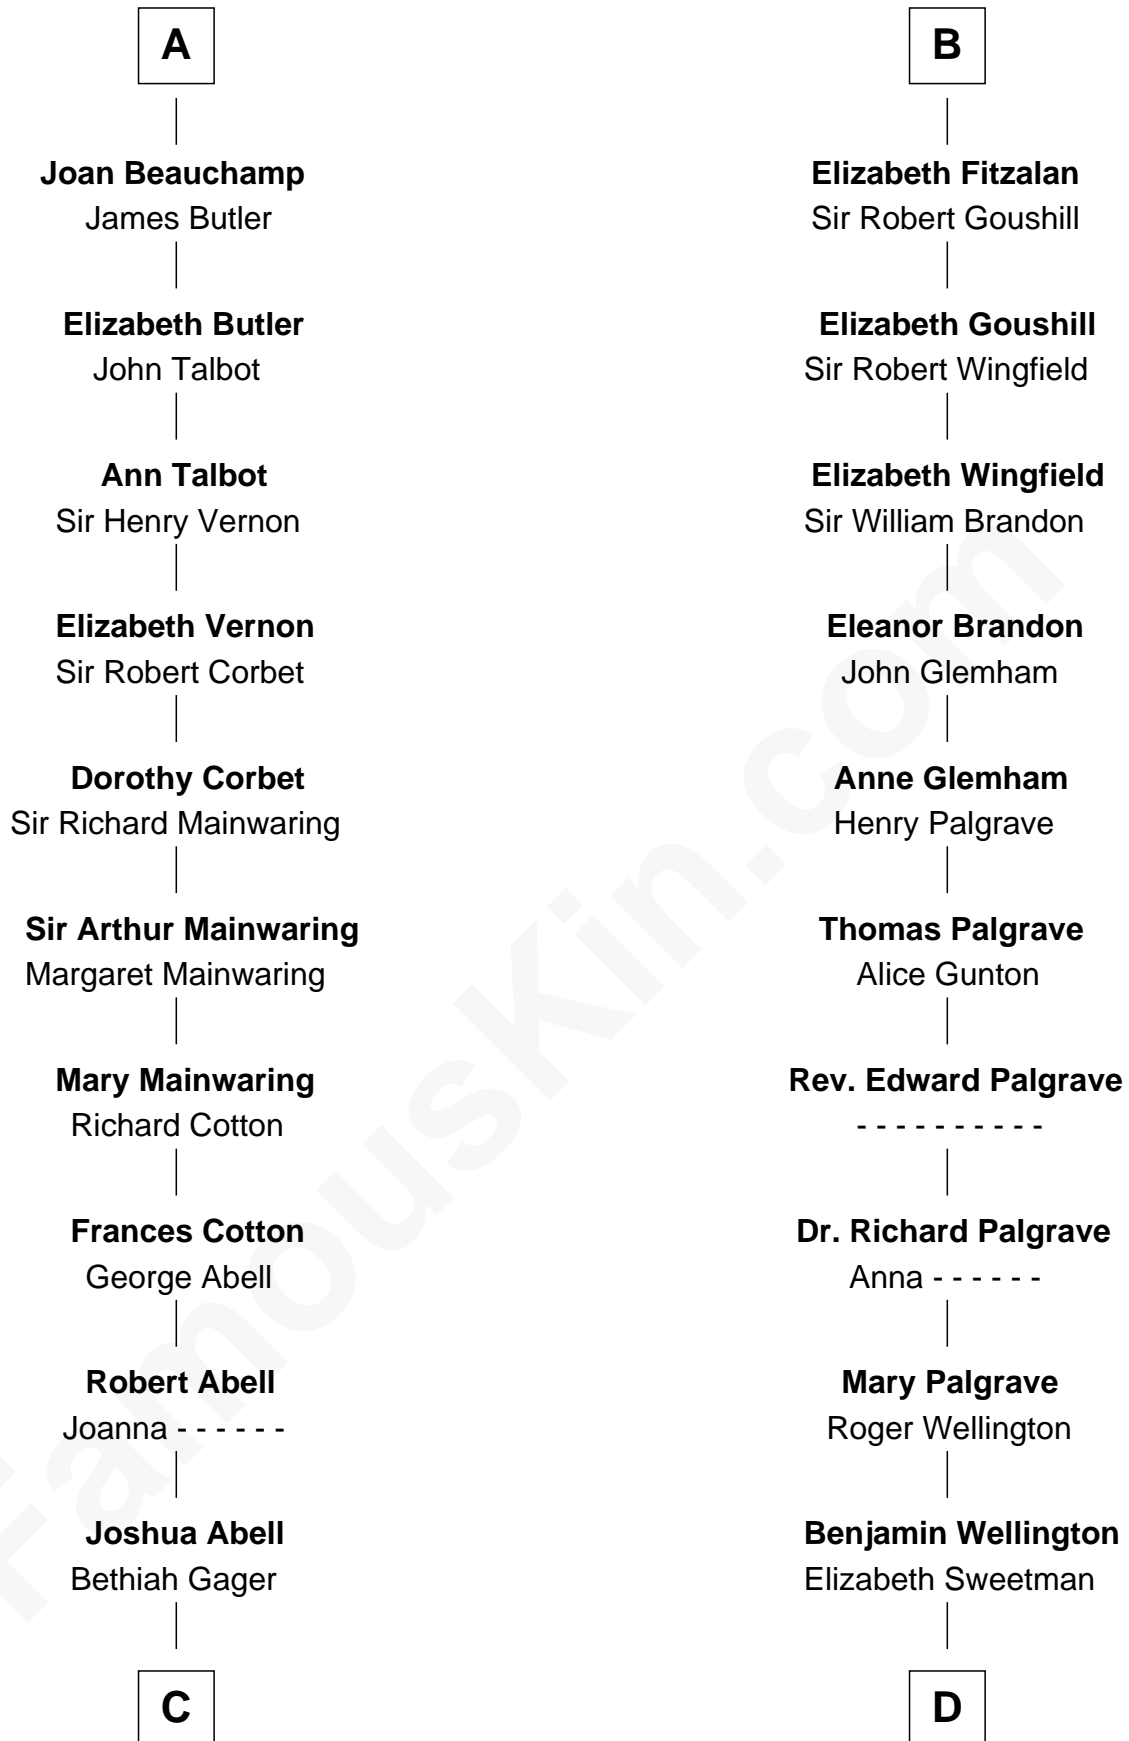 A
Joan Beauchamp
James Butler
Elizabeth Butler
John Talbot
Ann Talbot
Sir Henry Vernon
Elizabeth Vernon
Sir Robert Corbet
Dorothy Corbet
Sir Richard Mainwaring
Sir Arthur Mainwaring
Margaret Mainwaring
Mary Mainwaring
Richard Cotton
Frances Cotton
George Abell
Robert Abell
Joanna - - - - - -
Joshua Abell
Bethiah Gager
C
B
Elizabeth Fitzalan
Sir Robert Goushill
Elizabeth Goushill
Sir Robert Wingfield
Elizabeth Wingfield
Sir William Brandon
Eleanor Brandon
John Glemham
Anne Glemham
Henry Palgrave
Thomas Palgrave
Alice Gunton
Rev. Edward Palgrave
- - - - - - - - - -
Dr. Richard Palgrave
Anna - - - - - -
Mary Palgrave
Roger Wellington
Benjamin Wellington
Elizabeth Sweetman
D
FamousKin.com